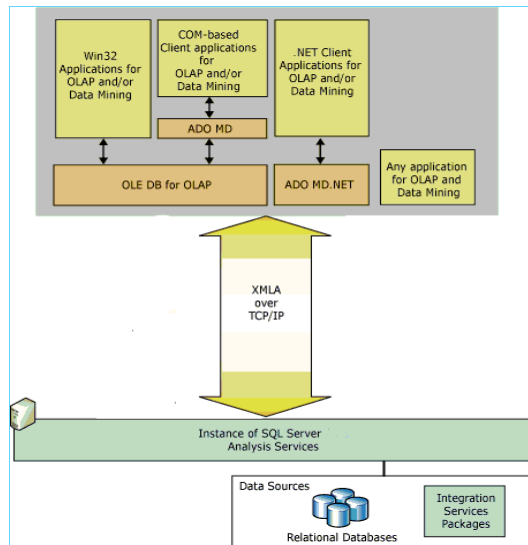 Win32
Applications for
OLAP and/or
Data Mining
COM-based
Client applications
for
OLAP and/or
Data Mining
.NET Client
Applications for
OLAP and/or
Data Mining
ADO MD
OLE DB for OLAP
ADO MD.NET
Any application
for OLAP and
Data Mining
XMLA
over
TCP/IP
Instance of SQL Server
Analysis Services
Data Sources
Relational Databases
Integration
Services
Packages